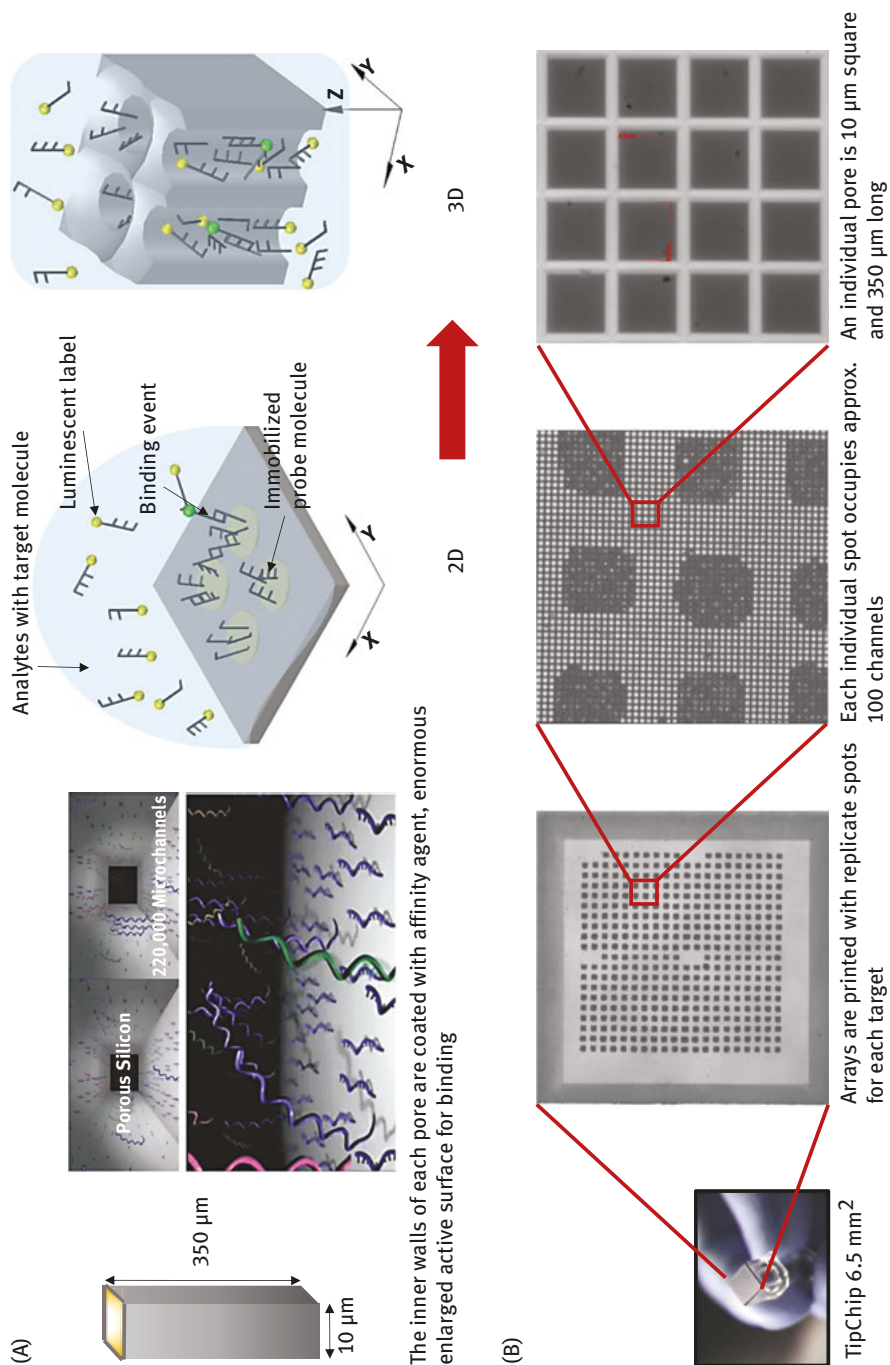 (A)
350 µm
10 µm
Porous Silicon
220,000 Microchannels
The inner walls of each pore are coated with affinity agent, enormous
enlarged active surface for binding
Analytes with target molecule
Luminescent label
Binding event
Immobilized
probe molecule
X
Y
2D
Z
Y
X
3D
(B)
TipChip 6.5 mm²
Arrays are printed with replicate spots
for each target
Each individual spot occupies approx.
100 channels
An individual pore is 10 µm square
and 350 µm long